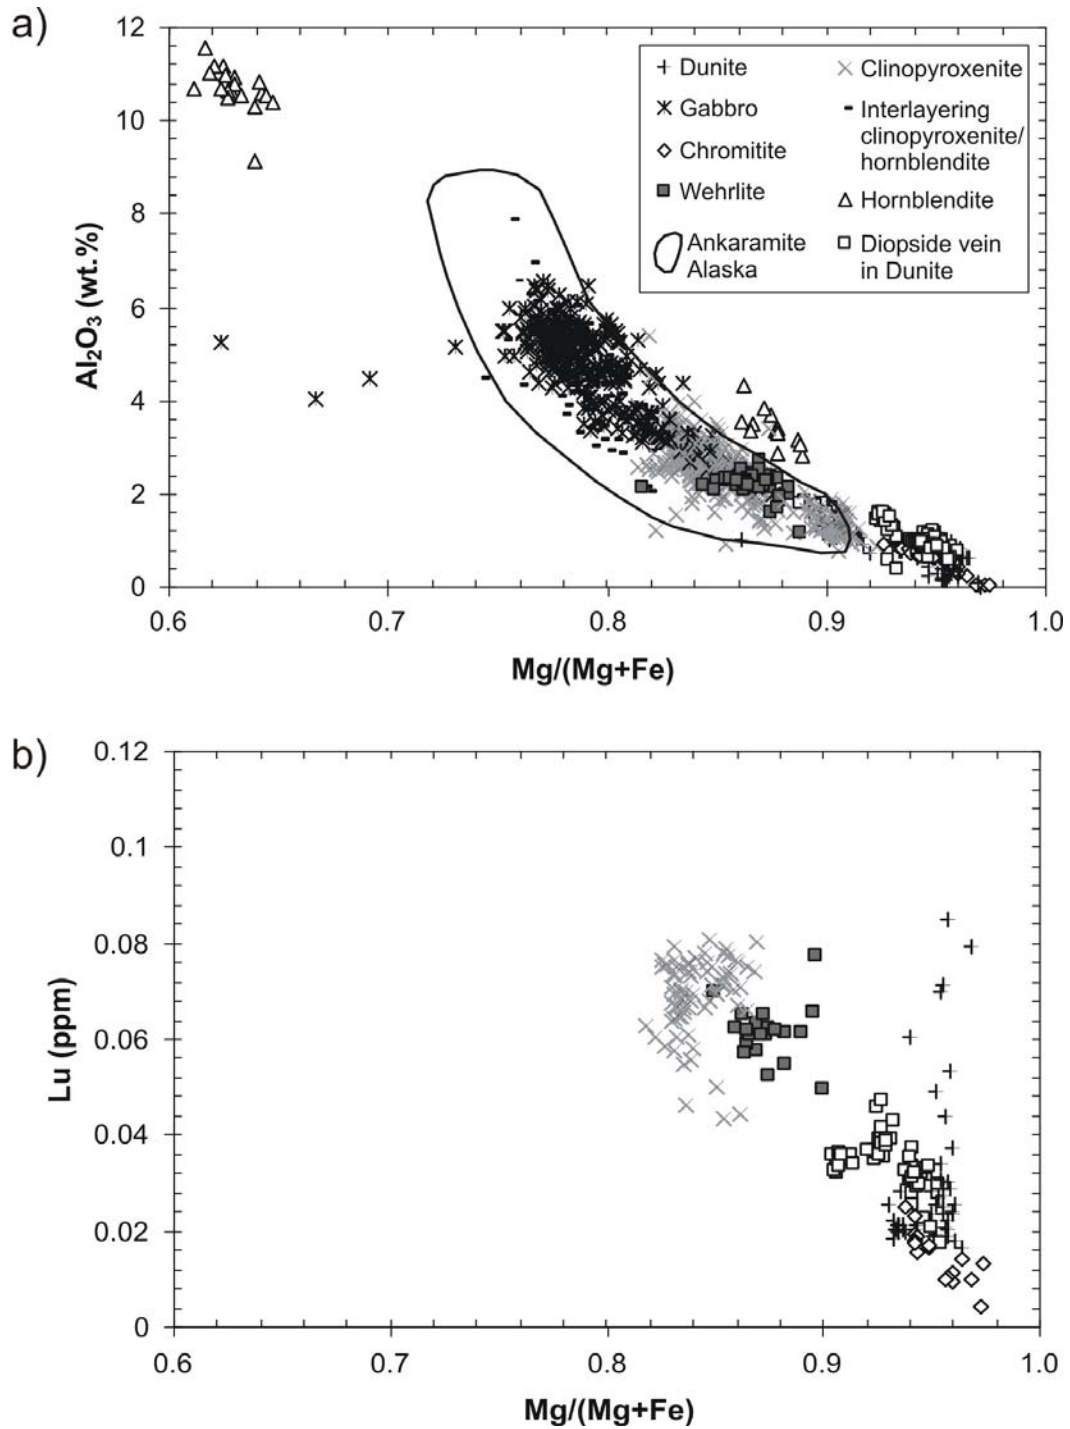 a)
12
10
8
6
4
2
0
Al₂O₃ (wt.%)
Dunite
Gabbro
Chromitite
Wehrlite
Ankaramite
Alaska
Clinopyroxenite
Interlayering
clinopyroxenite/
hornblendite
Hornblendite
Diopside vein
in Dunite
0.6 0.7 0.8 0.9 1.0
Mg/(Mg+Fe)
b)
0.12
0.1
0.08
0.06
0.04
0.02
0
Lu (ppm)
0.6 0.7 0.8 0.9 1.0
Mg/(Mg+Fe)